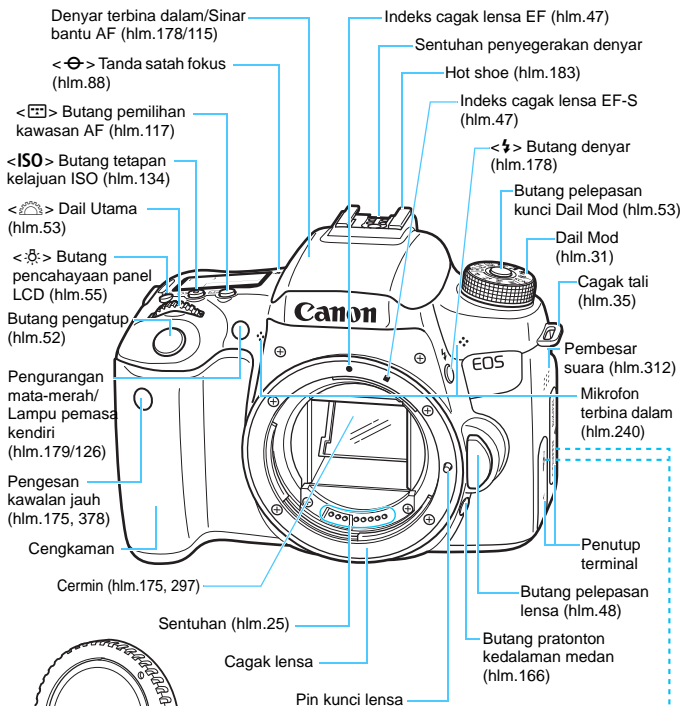 Denyar terbina dalam/Sinar
bantu AF (hlm.178/115)
< > Tanda satah fokus
(hlm.88)
< > Butang pemilihan
kawasan AF (hlm.117)
<ISO> Butang tetapan
kelajuan ISO (hlm.134)
< > Dail Utama
(hlm.53)
< > Butang
pencahayaan panel
LCD (hlm.55)
Butang pengatup
(hlm.52)
Pengurangan
mata-merah/
Lampu pemasa
kendiri
(hlm.179/126)
Pengesan
kawalan jauh
(hlm.175, 378)
Cengkaman
Cermin (hlm.175, 297)
Sentuhan (hlm.25)
Cagak lensa
Pin kunci lensa
Indeks cagak lensa EF (hlm.47)
Sentuhan penyegerakan denyar
Hot shoe (hlm.183)
Indeks cagak lensa EF-S
(hlm.47)
< > Butang denyar
(hlm.178)
Butang pelepasan
kunci Dail Mod (hlm.53)
Dail Mod
(hlm.31)
Cagak tali
(hlm.35)
Pembesar
suara (hlm.312)
Mikrofon
terbina dalam
(hlm.240)
Penutup
terminal
Butang pelepasan
lensa (hlm.48)
Butang pratonton
kedalaman medan
(hlm.166)
Canon
EOS